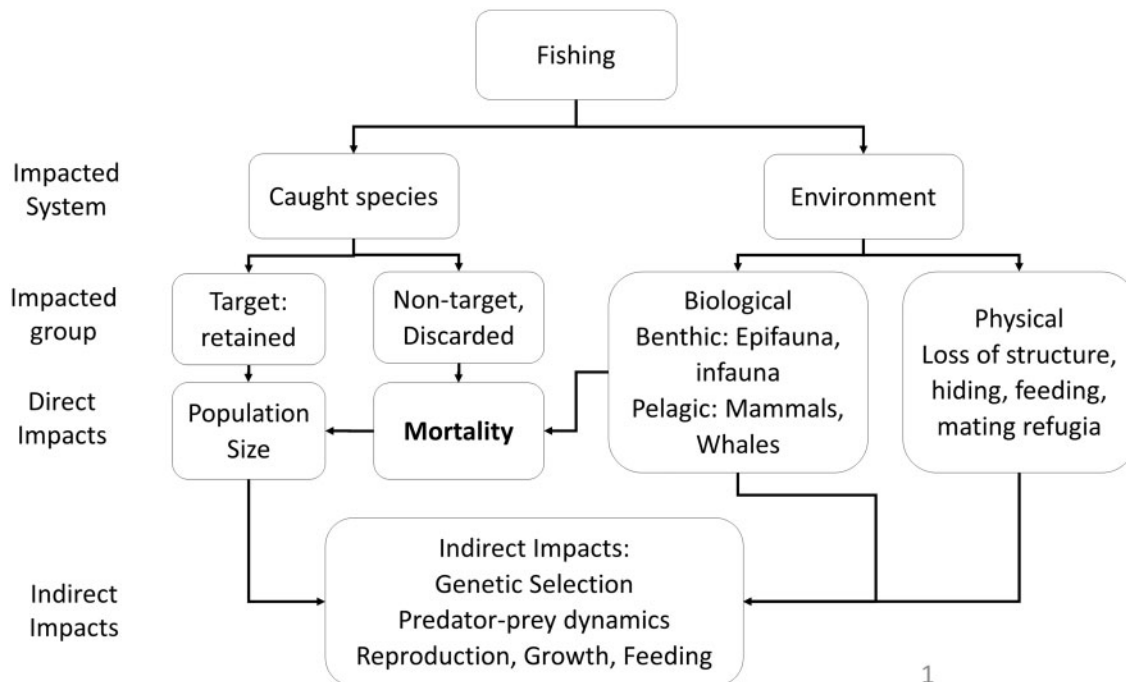 Fishing
Impacted
System
Caught species
Environment
Impacted
group
Target:
retained
Non-target,
Discarded
Biological
Benthic: Epifauna,
infauna
Pelagic: Mammals,
Whales
Physical
Loss of structure,
hiding, feeding,
mating refugia
Direct
Impacts
Population
Size
Mortality
Indirect
Impacts
Indirect Impacts:
Genetic Selection
Predator-prey dynamics
Reproduction, Growth, Feeding
1